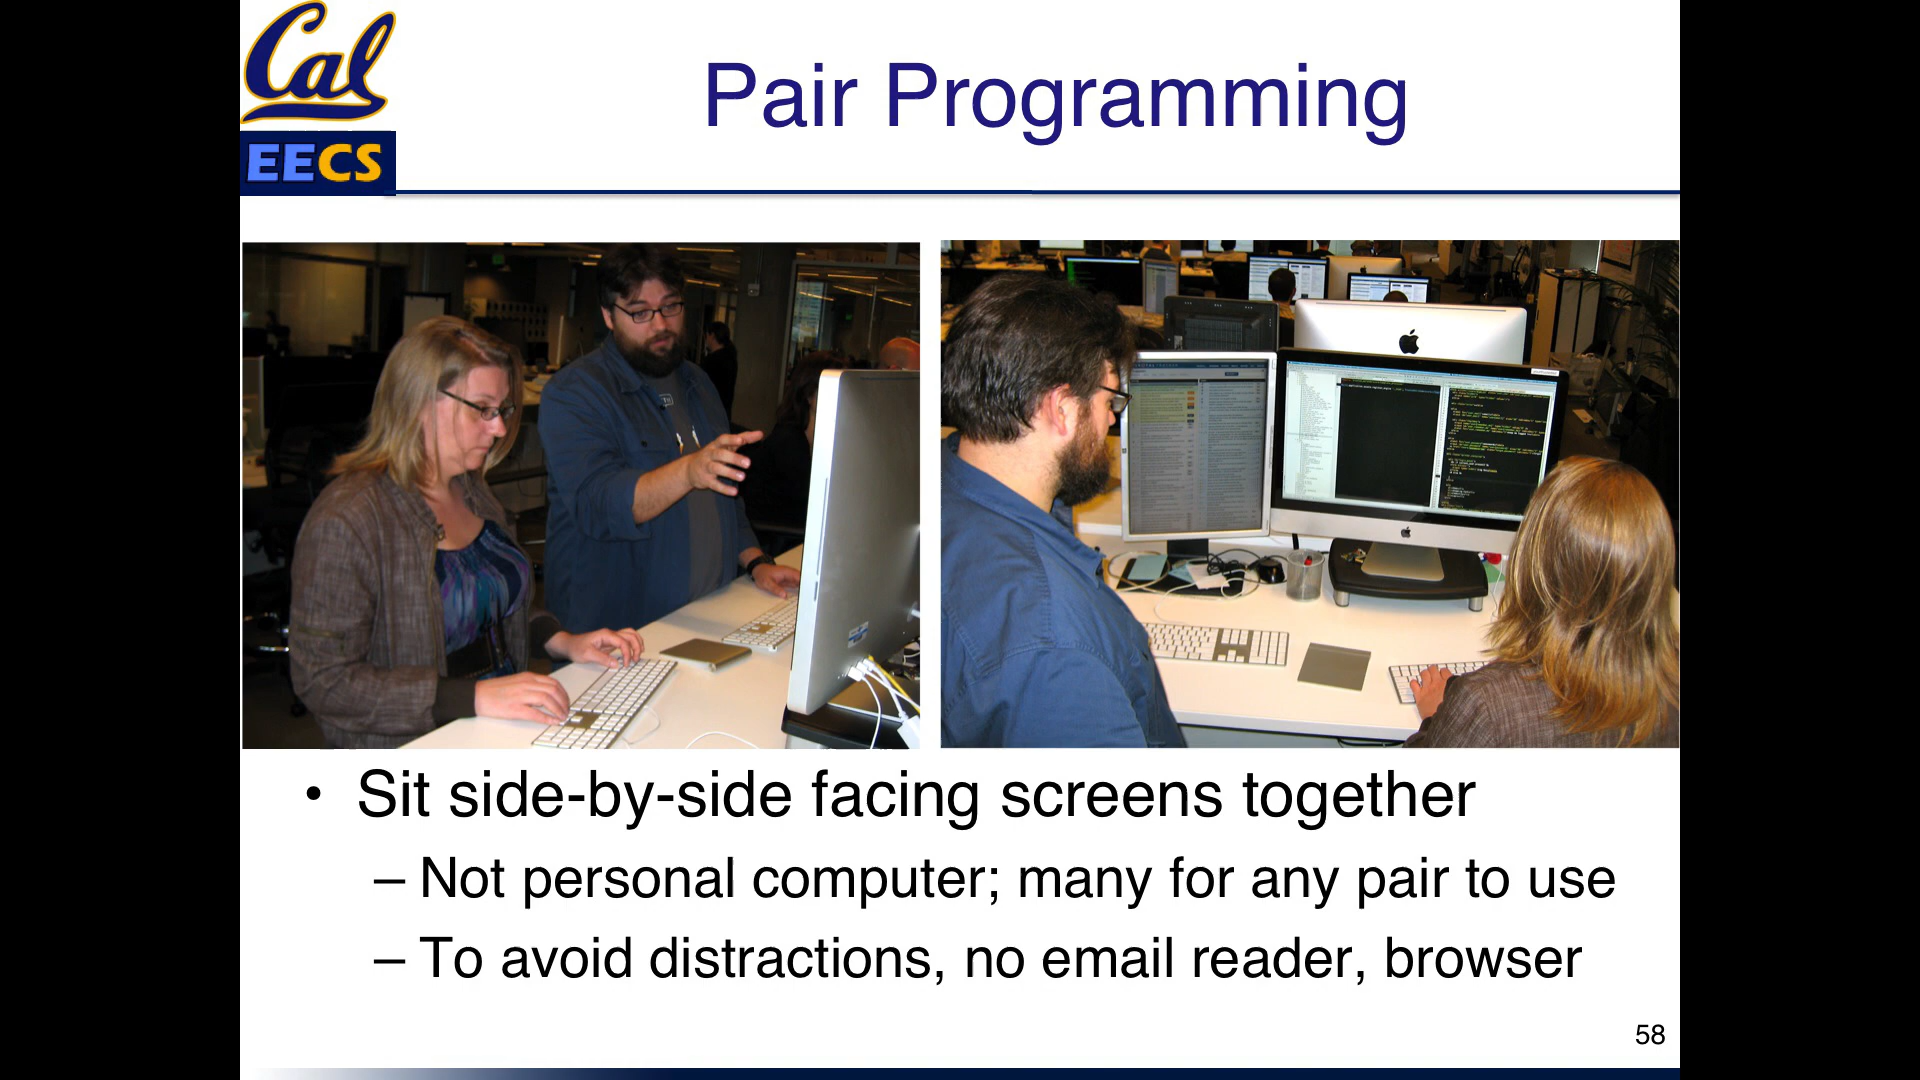 Cal
EECS
Pair Programming
• Sit side-by-side facing screens together
– Not personal computer; many for any pair to use
– To avoid distractions, no email reader, browser
58